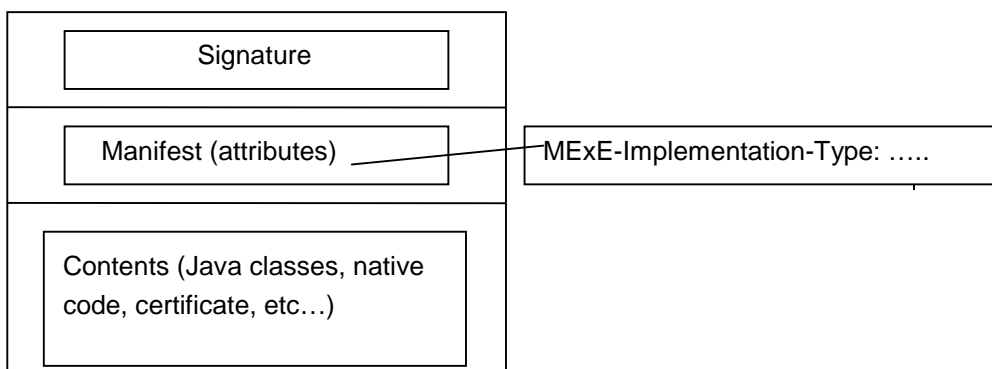 Signature
Manifest (attributes)
MExE-Implementation-Type: …..
Contents (Java classes, native
code, certificate, etc…)